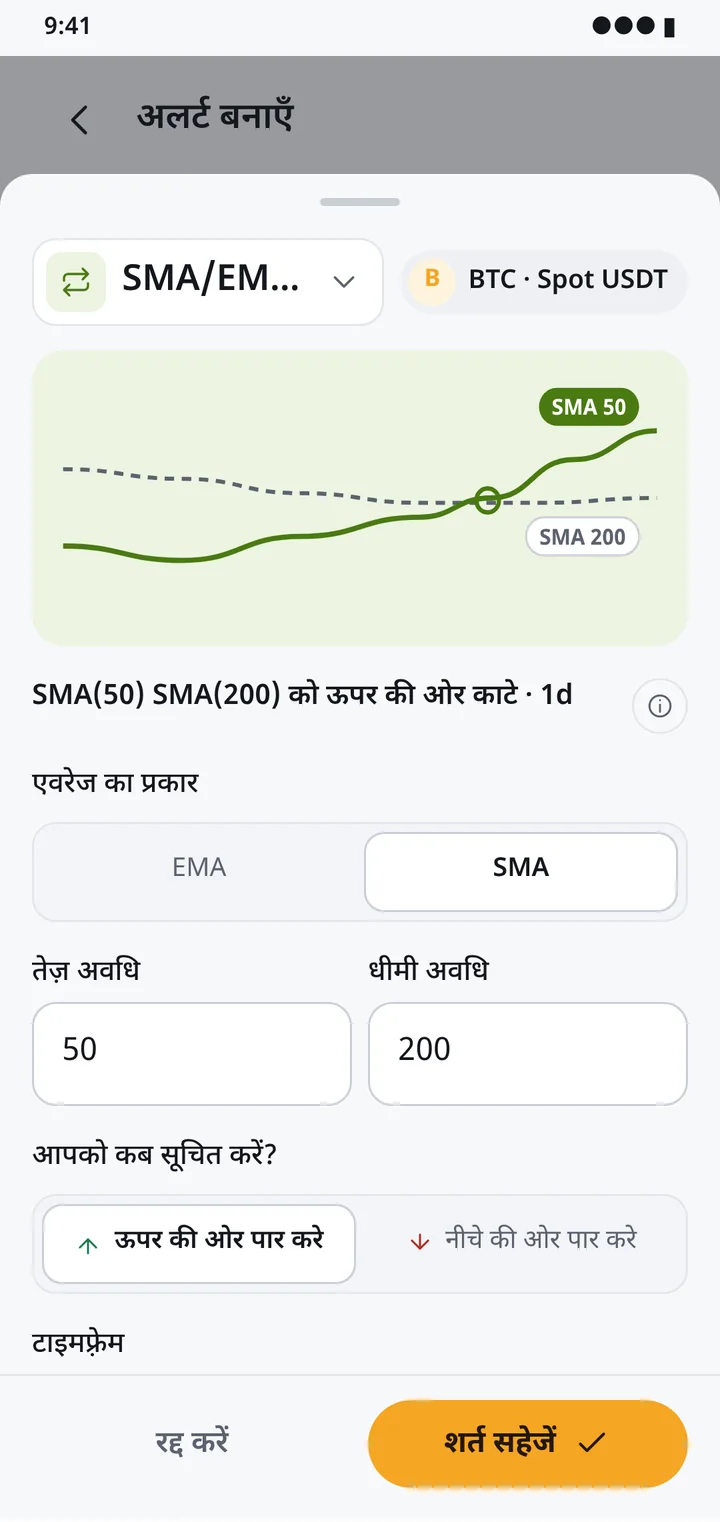 9:41
अलर्ट बनाएँ
SMA/EM...
B BTC · Spot USDT
SMA 50
SMA 200
SMA(50) SMA(200) को ऊपर की ओर काटे · 1d
एवरेज का प्रकार
EMA SMA
तेज़ अवधि धीमी अवधि
50 200
आपको कब सूचित करें?
ऊपर की ओर पार करे नीचे की ओर पार करे
टाइमफ़्रेम
रद्द करें शर्त सहेजें